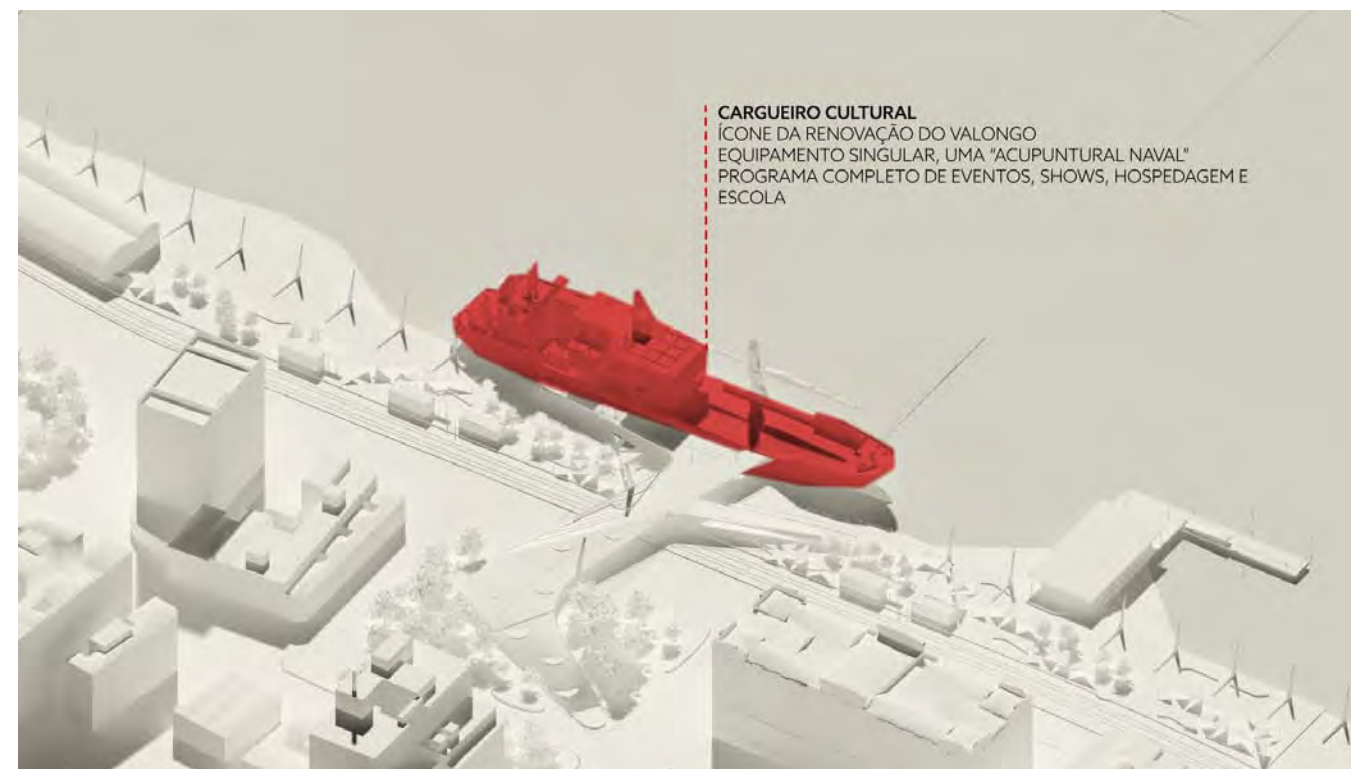 CARGUEIRO CULTURAL
ÍCONE DA RENOVAÇÃO DO VALONGO
EQUIPAMENTO SINGULAR, UMA “ACUPUNTURAL NAVAL”
PROGRAMA COMPLETO DE EVENTOS, SHOWS, HOSPEDAGEM E
ESCOLA